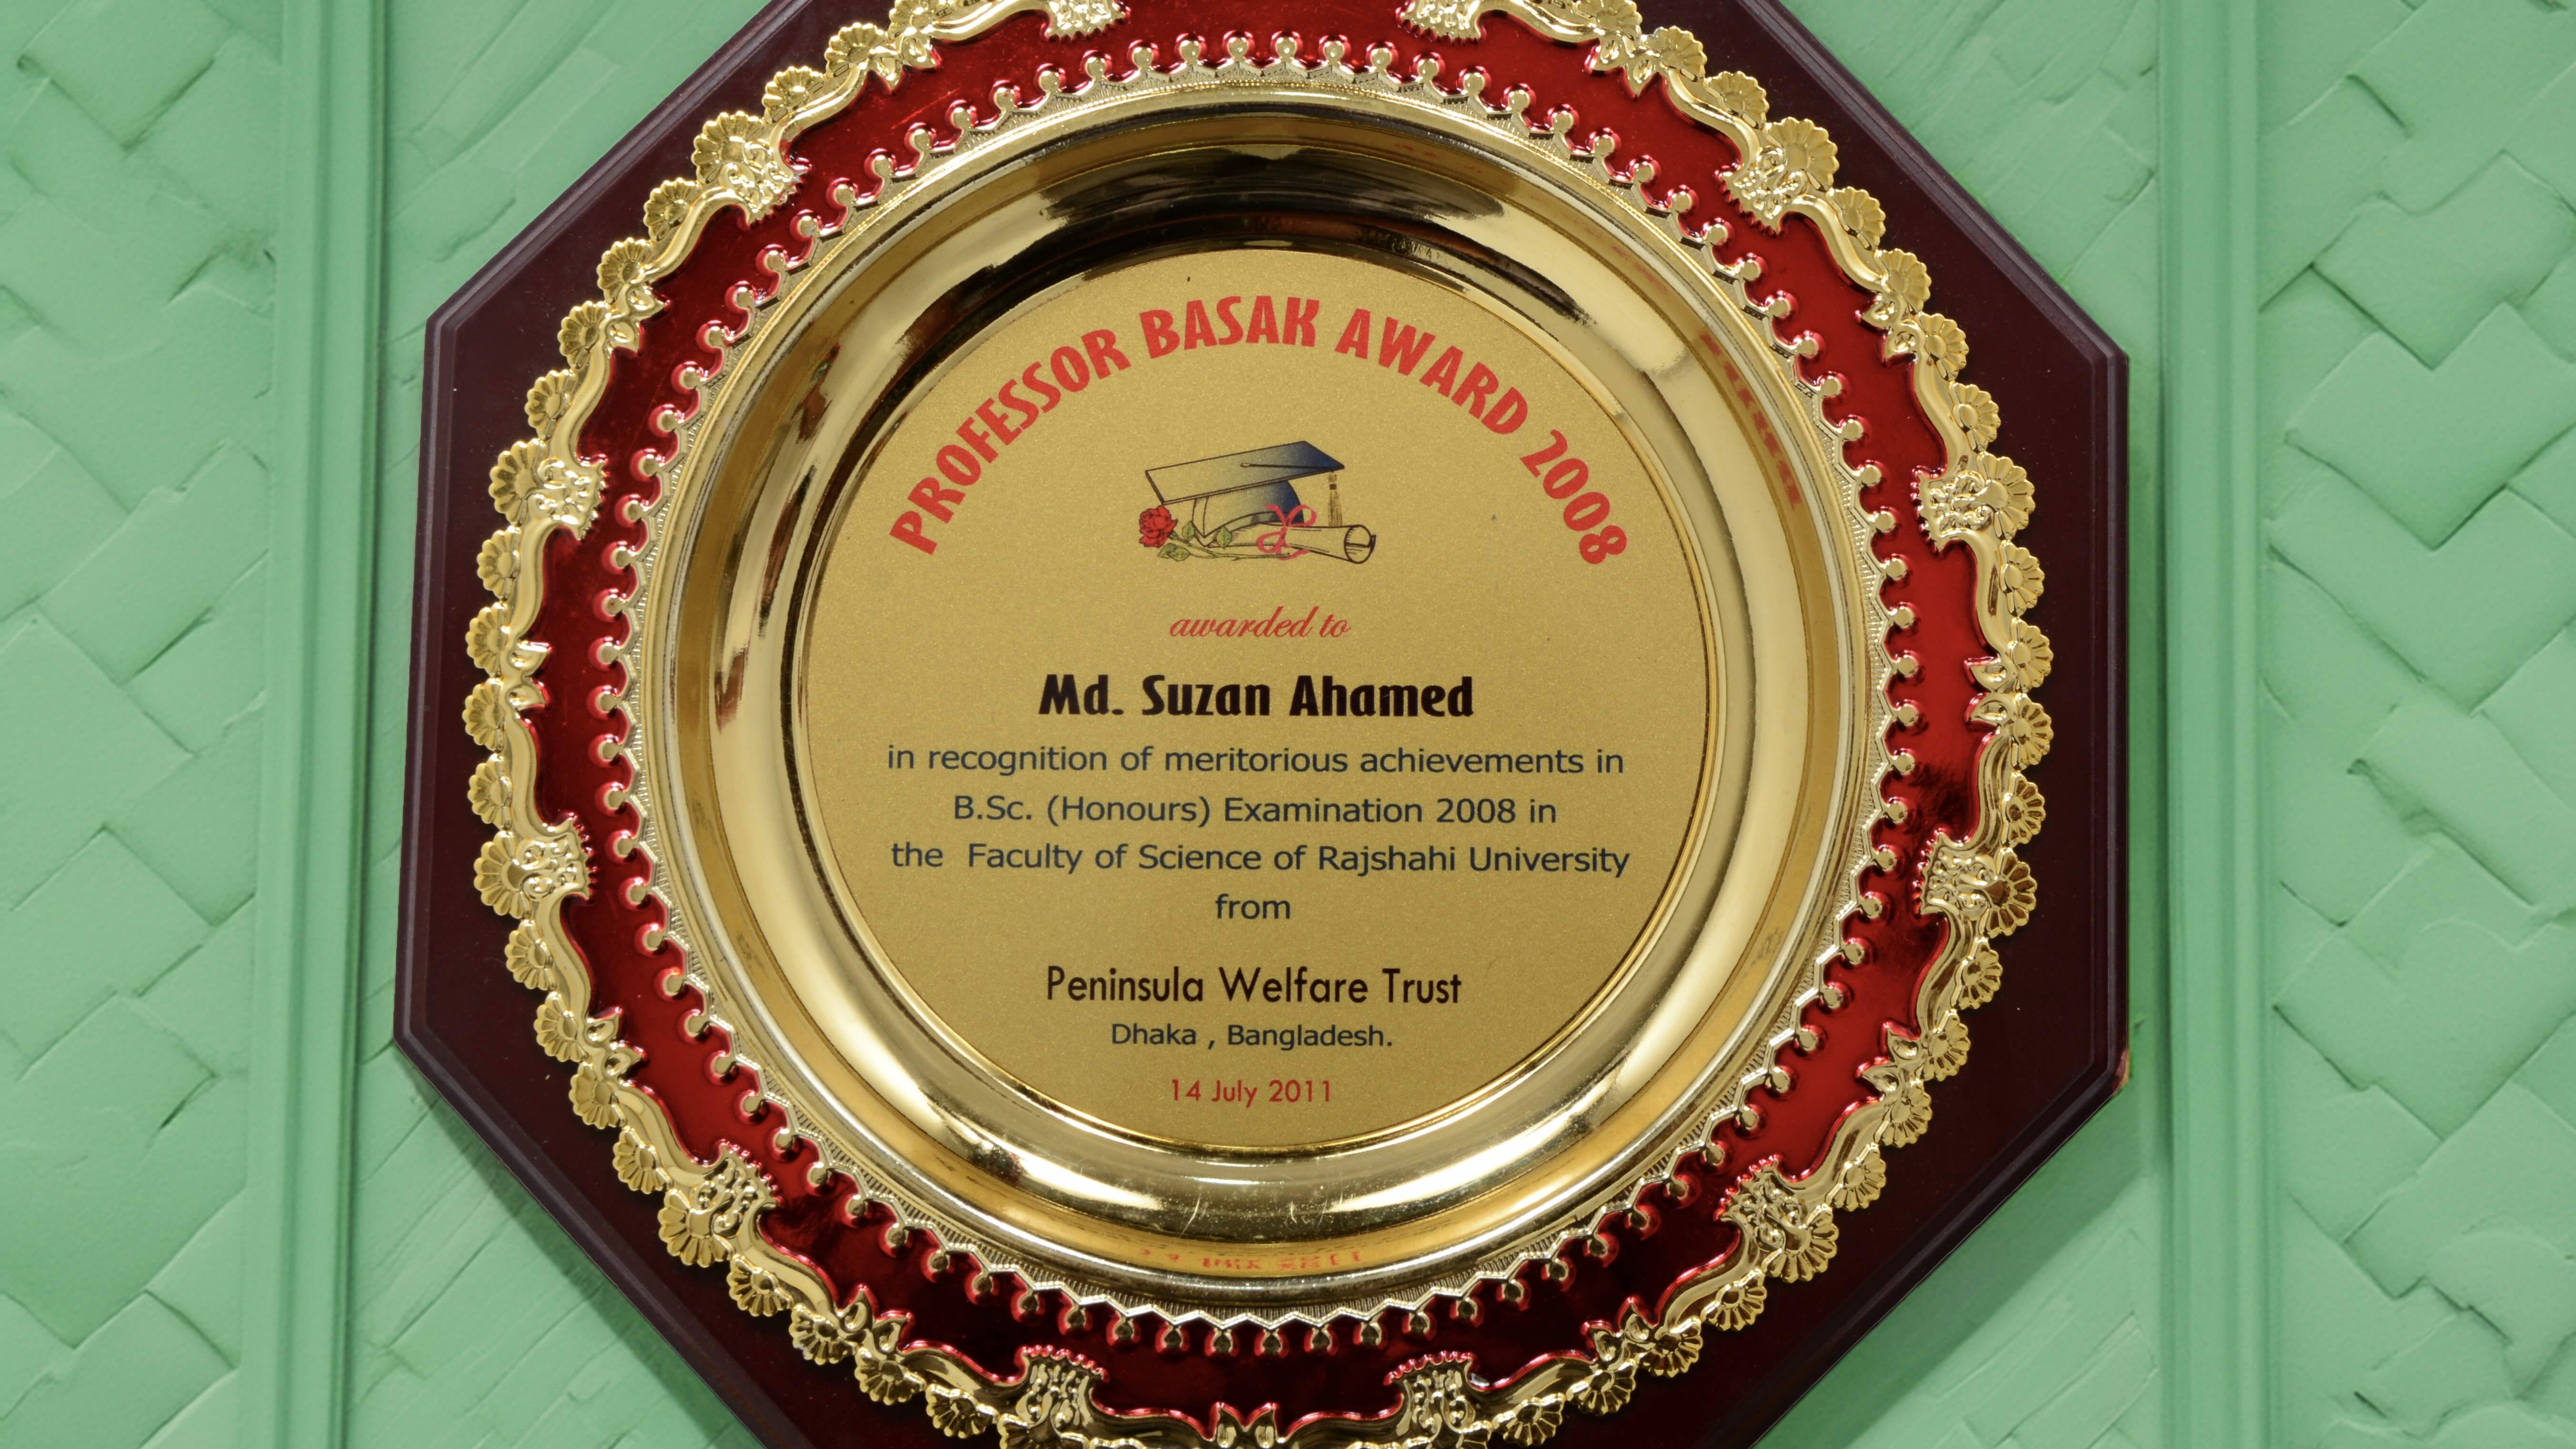 PROFESSOR BASAK AWARD 2008
awarded to
Md. Suzan Ahamed
in recognition of meritorious achievements in
B.Sc. (Honours) Examination 2008 in
the Faculty of Science of Rajshahi University
from
Peninsula Welfare Trust
Dhaka , Bangladesh.
14 July 2011